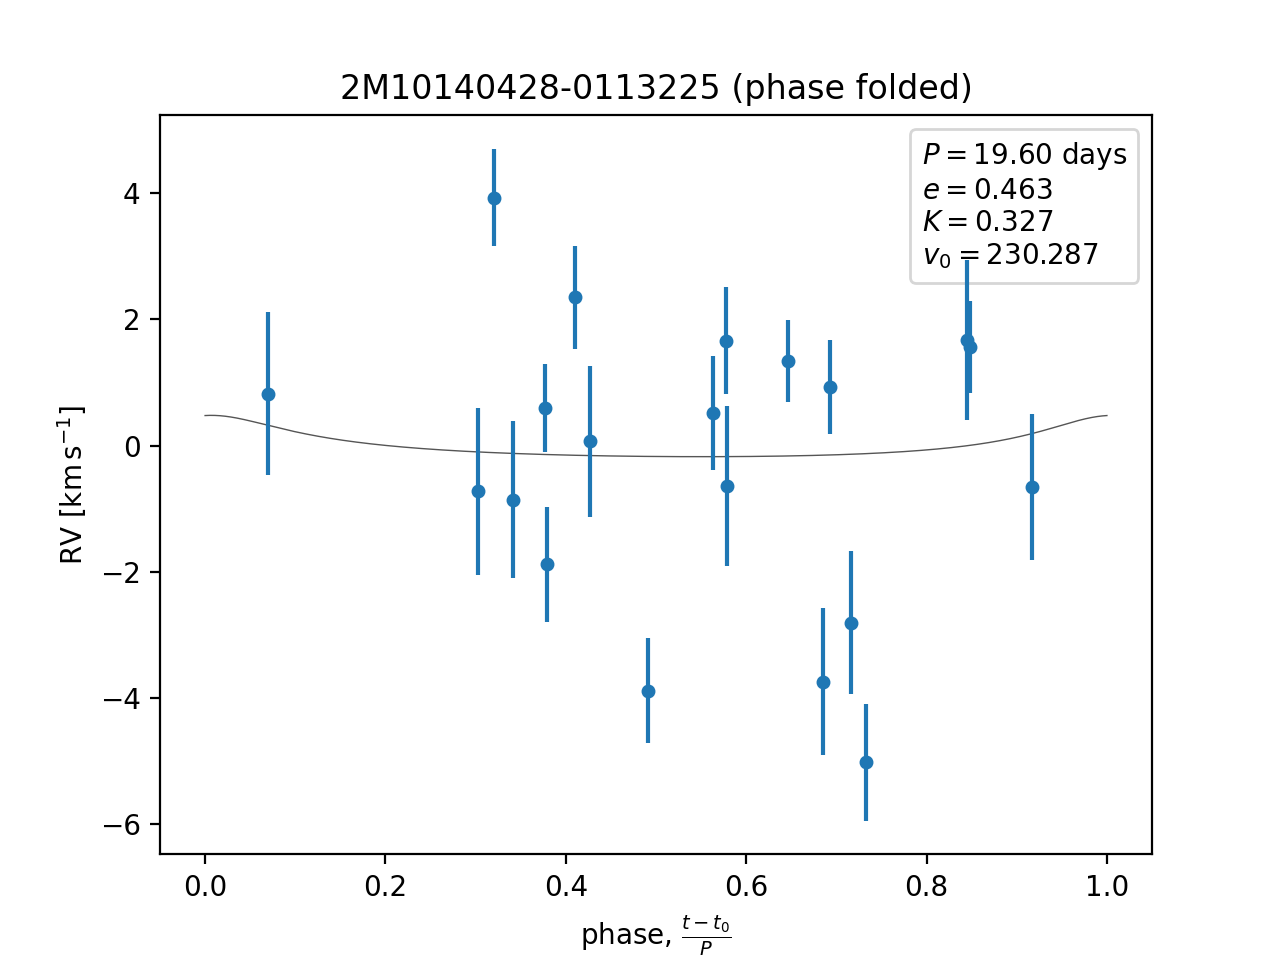 2M10140428-0113225 (phase folded)
P = 19.60 days
e = 0.463
K = 0.327
v₀ = 230.287
4
2
0
−2
−4
−6
RV [km s⁻¹]
0.0 0.2 0.4 0.6 0.8 1.0
phase, (t − t₀)/P